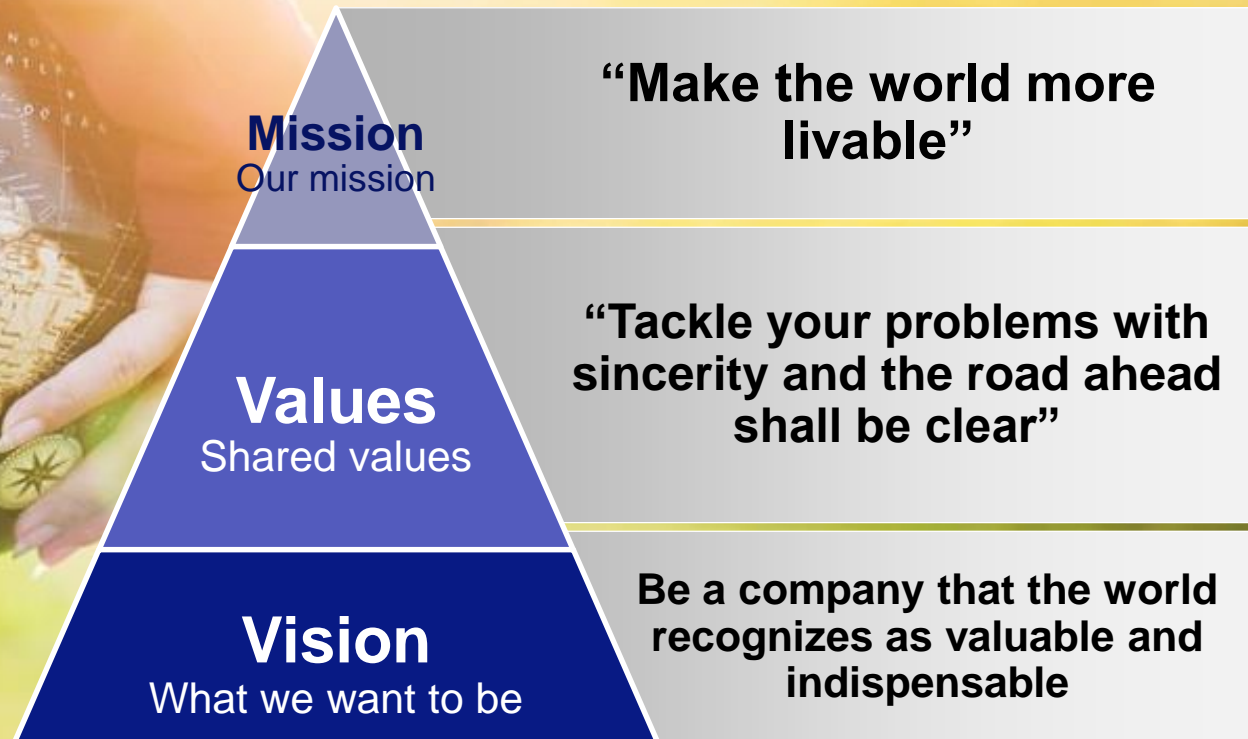 Mission
Our mission
“Make the world more
livable”
Values
Shared values
“Tackle your problems with
sincerity and the road ahead
shall be clear”
Vision
What we want to be
Be a company that the world
recognizes as valuable and
indispensable